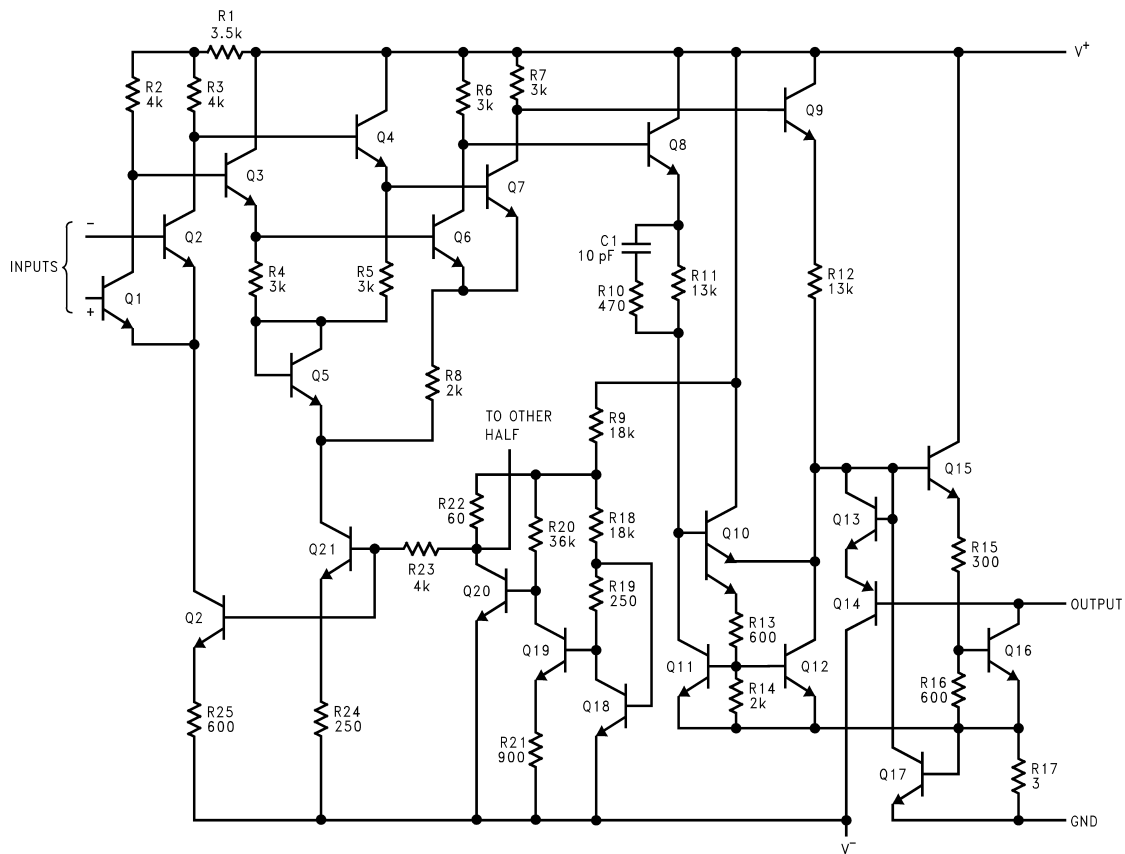 R1
3.5k
V+
R2
4k
R3
4k
R6
3k
R7
3k
Q9
Q4
Q8
Q3
Q7
INPUTS
−
+
Q2
Q6
Q1
R4
3k
R5
3k
C1
10 pF
R10
470
R11
13k
R12
13k
Q5
R8
2k
TO OTHER
HALF
R9
18k
Q15
R22
60
R20
36k
R18
18k
Q13
Q10
Q21
R23
4k
Q20
R19
250
R15
300
Q14
OUTPUT
Q2
Q19
R13
600
Q16
Q11
Q12
R14
2k
R16
600
Q18
R25
600
R24
250
R21
900
Q17
R17
3
GND
V−